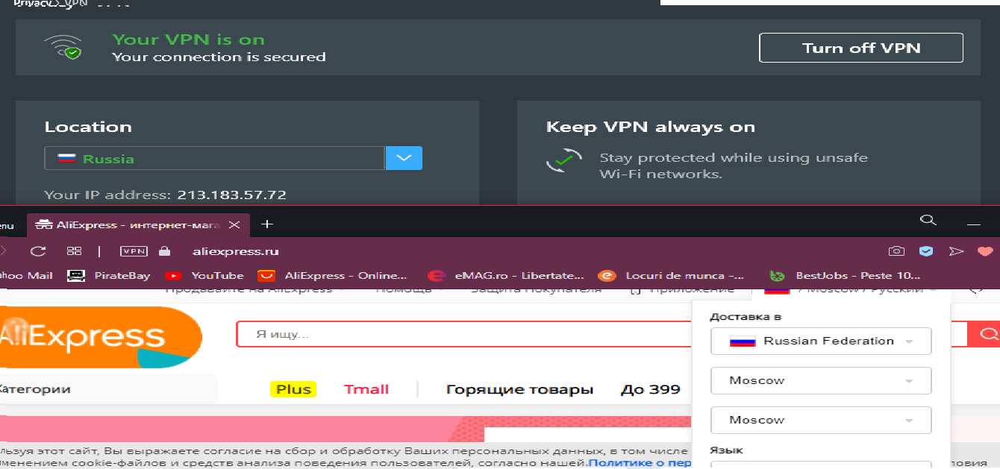 Privacy > VPN
Your VPN is on
Your connection is secured
Turn off VPN
Location
Russia
Your IP address: 213.183.57.72
Keep VPN always on
Stay protected while using unsafe
Wi-Fi networks.
enu AliExpress - интернет-мага
VPN aliexpress.ru
ahoo Mail PirateBay YouTube AliExpress - Online... eMAG.ro - Libertate... Locuri de munca -... BestJobs - Peste 10...
Продавайте на AliExpress Помощь Защита Покупателя Приложение / Moscow / Русский
AliExpress
Я ищу...
Доставка в
Russian Federation
Moscow
Moscow
Язык
Категории Plus Tmall Горящие товары До 399
льзуя этот сайт, Вы выражаете согласие на сбор и обработку Ваших персональных данных, в том числе
менением cookie-файлов и средств анализа поведения пользователей, согласно нашей.Политике о пер ловия